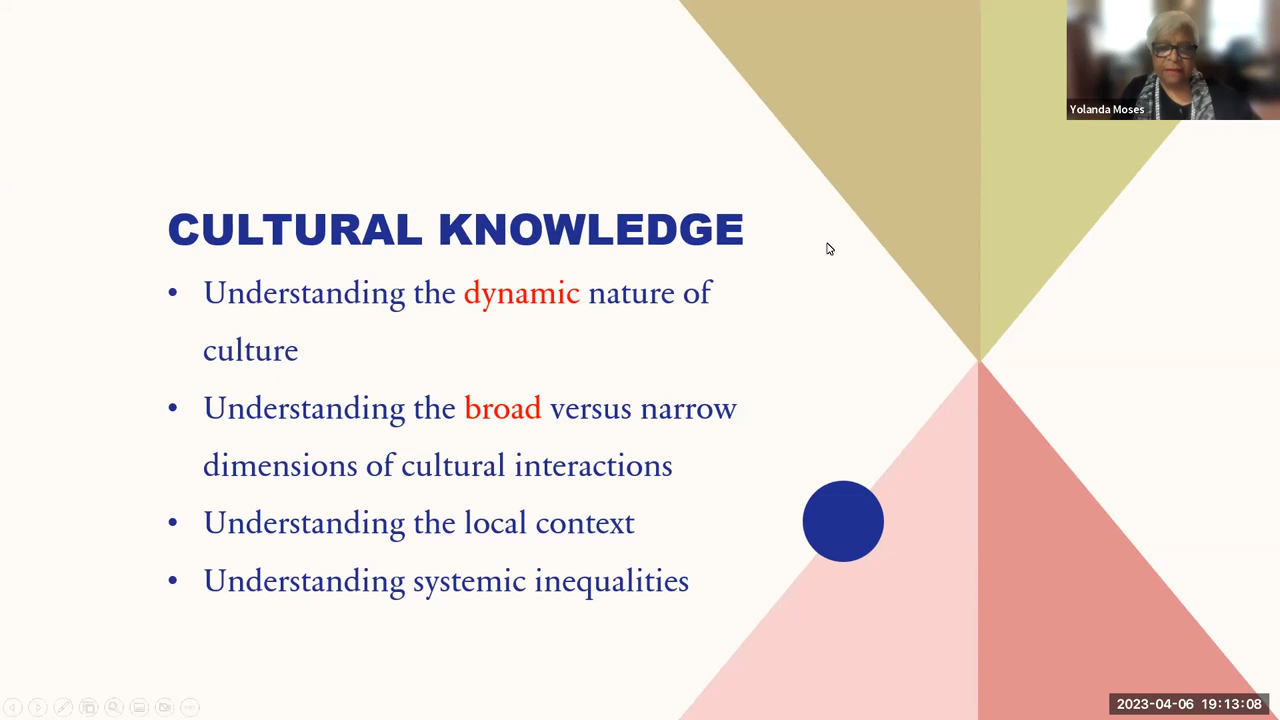 Yolanda Moses
CULTURAL KNOWLEDGE
• Understanding the dynamic nature of
culture
• Understanding the broad versus narrow
dimensions of cultural interactions
• Understanding the local context
• Understanding systemic inequalities
2023-04-06 19:13:08